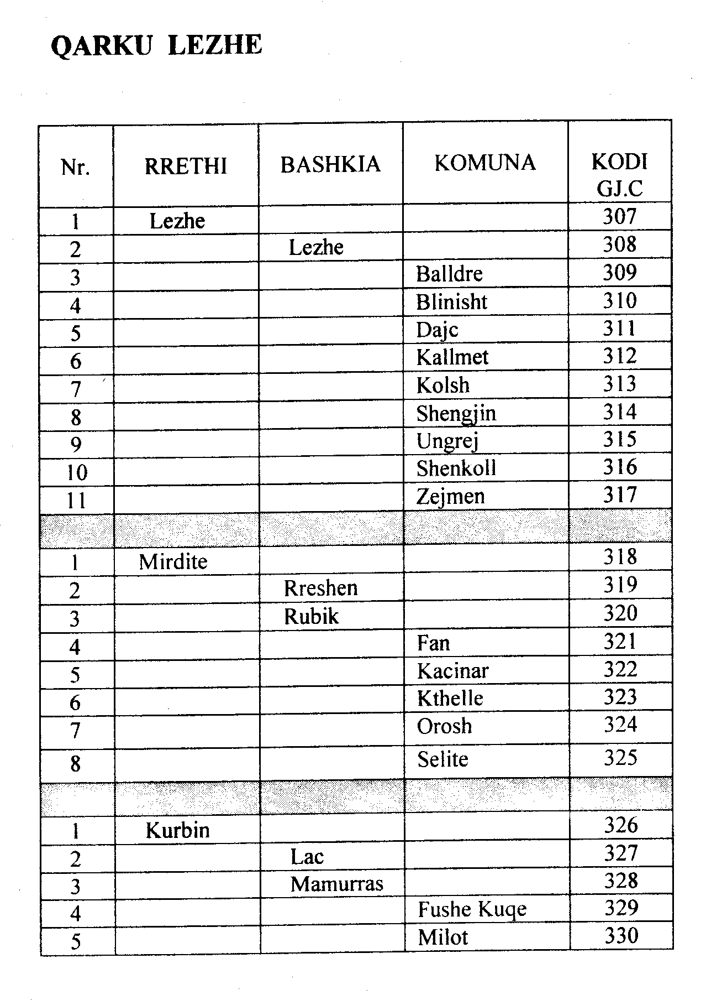 QARKU LEZHE
Nr. RRETHI BASHKIA KOMUNA KODI GJ.C
1 Lezhe 307
2 Lezhe 308
3 Balldre 309
4 Blinisht 310
5 Dajc 311
6 Kallmet 312
7 Kolsh 313
8 Shengjin 314
9 Ungrej 315
10 Shenkoll 316
11 Zejmen 317
1 Mirdite 318
2 Rreshen 319
3 Rubik 320
4 Fan 321
5 Kacinar 322
6 Kthelle 323
7 Orosh 324
8 Selite 325
1 Kurbin 326
2 Lac 327
3 Mamurras 328
4 Fushe Kuqe 329
5 Milot 330